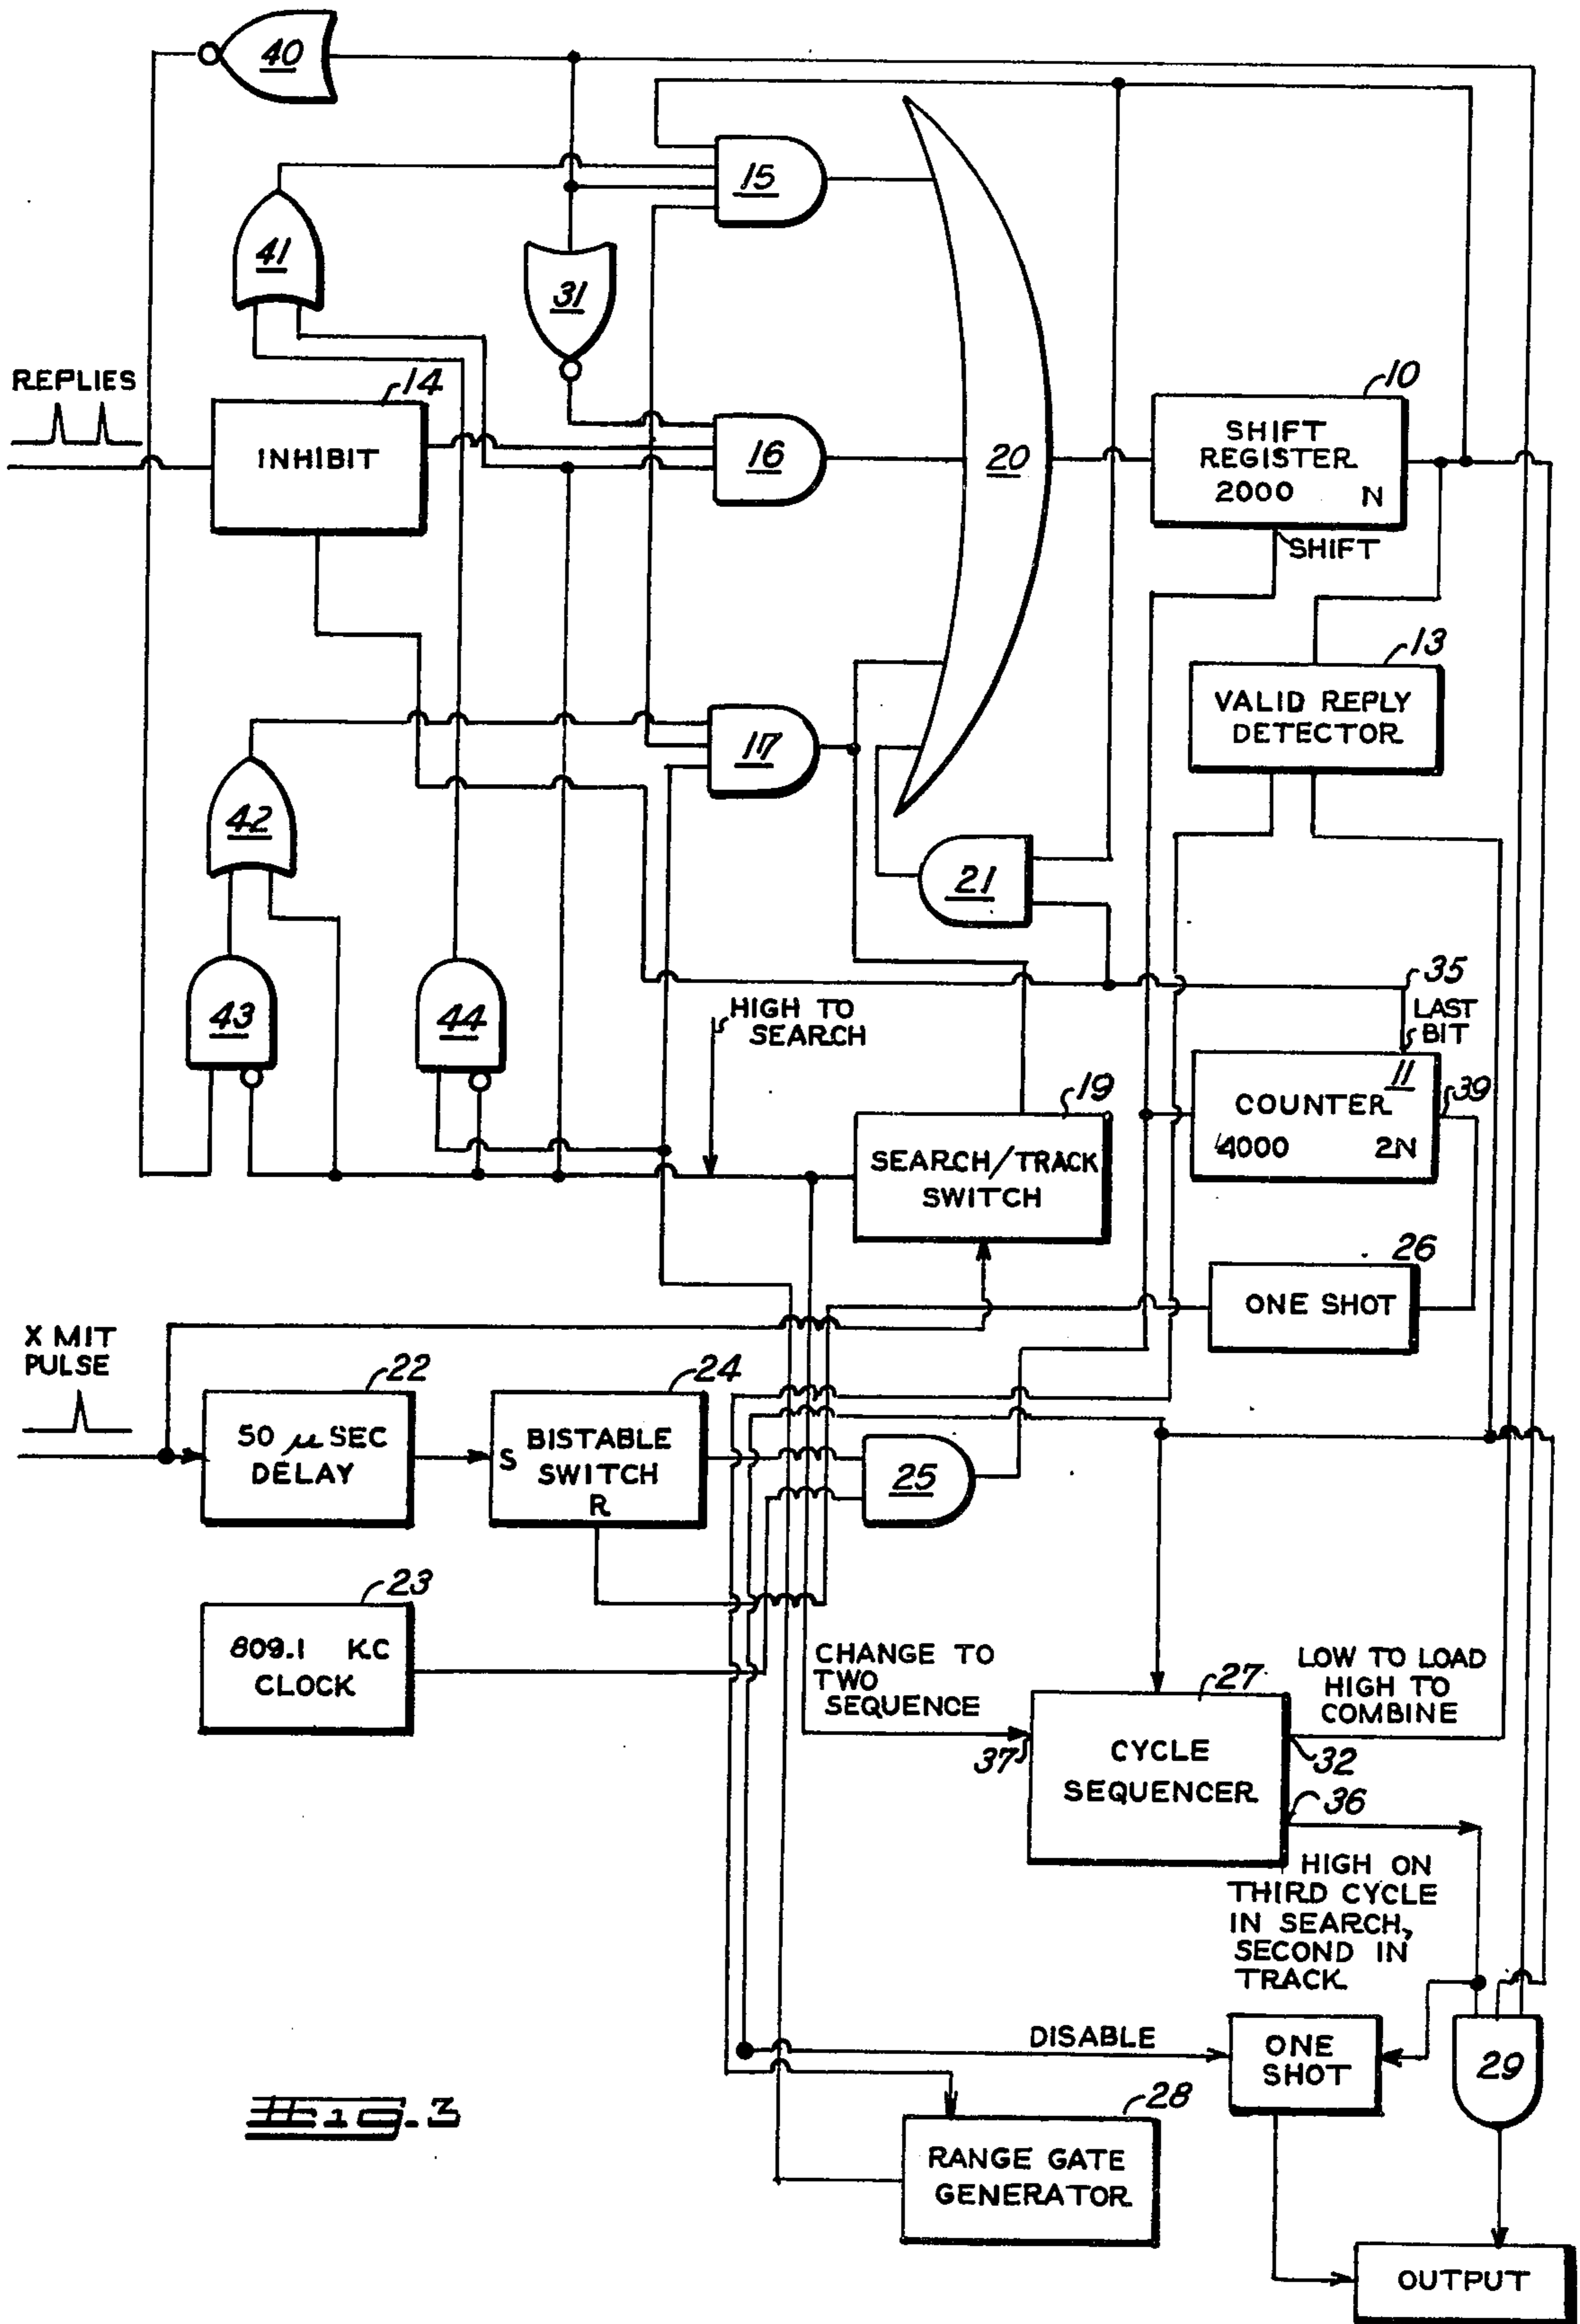 40
15
41
31
REPLIES
14
INHIBIT
16
20
10
SHIFT
REGISTER
2000 N
SHIFT
13
VALID REPLY
DETECTOR
17
42
21
43
44
HIGH TO
SEARCH
35
LAST
BIT
11
39
COUNTER
4000 2N
19
SEARCH/TRACK
SWITCH
26
ONE SHOT
X MIT
PULSE
22
50 μ SEC
DELAY
24
S BISTABLE
SWITCH
R
25
23
809.1 KC
CLOCK
CHANGE TO
TWO
SEQUENCE
37
27
CYCLE
SEQUENCER
LOW TO LOAD
HIGH TO
COMBINE
32
36
HIGH ON
THIRD CYCLE
IN SEARCH,
SECOND IN
TRACK
DISABLE
ONE
SHOT
29
28
RANGE GATE
GENERATOR
OUTPUT
Fig. 3